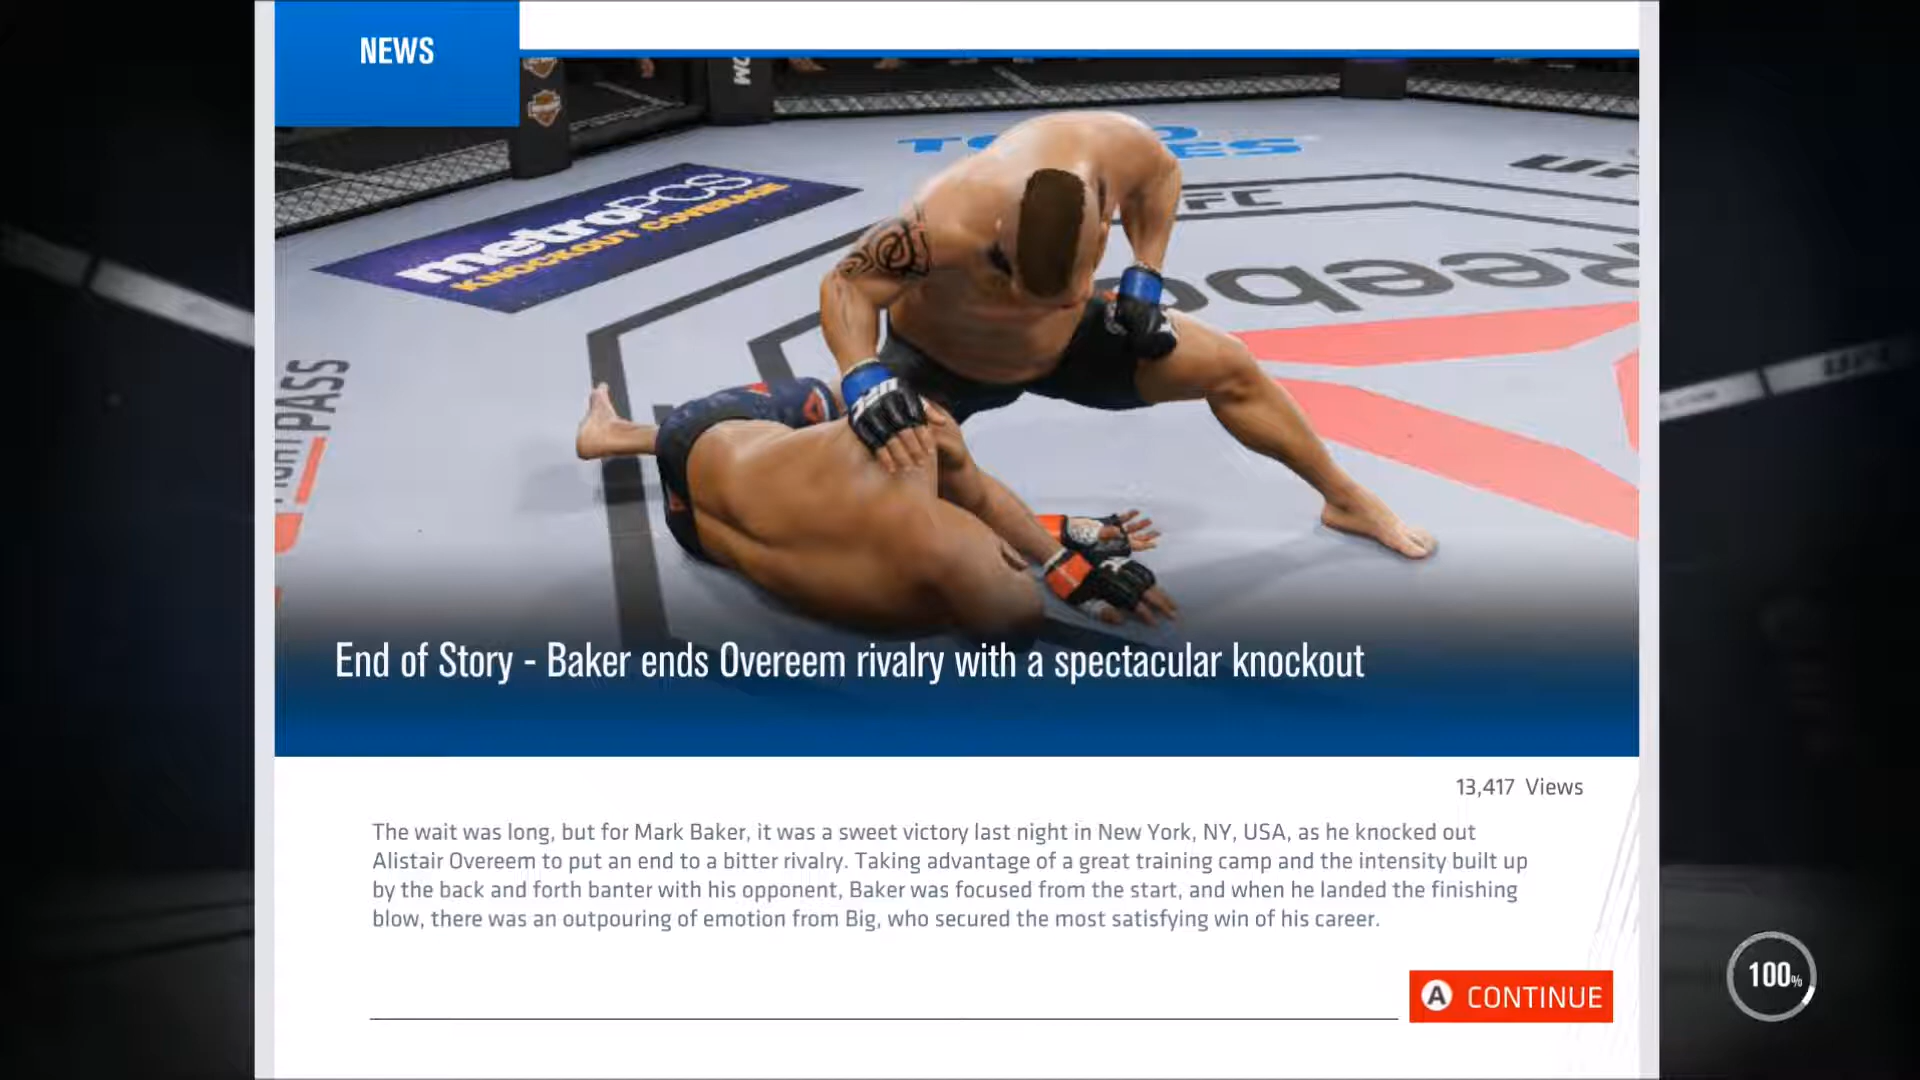 NEWS
metroPCS
KNOCKOUT COVERAGE
UFC
Reebok
PASS
End of Story - Baker ends Overeem rivalry with a spectacular knockout
13,417 Views
The wait was long, but for Mark Baker, it was a sweet victory last night in New York, NY, USA, as he knocked out
Alistair Overeem to put an end to a bitter rivalry. Taking advantage of a great training camp and the intensity built up
by the back and forth banter with his opponent, Baker was focused from the start, and when he landed the finishing
blow, there was an outpouring of emotion from Big, who secured the most satisfying win of his career.
100%
A CONTINUE